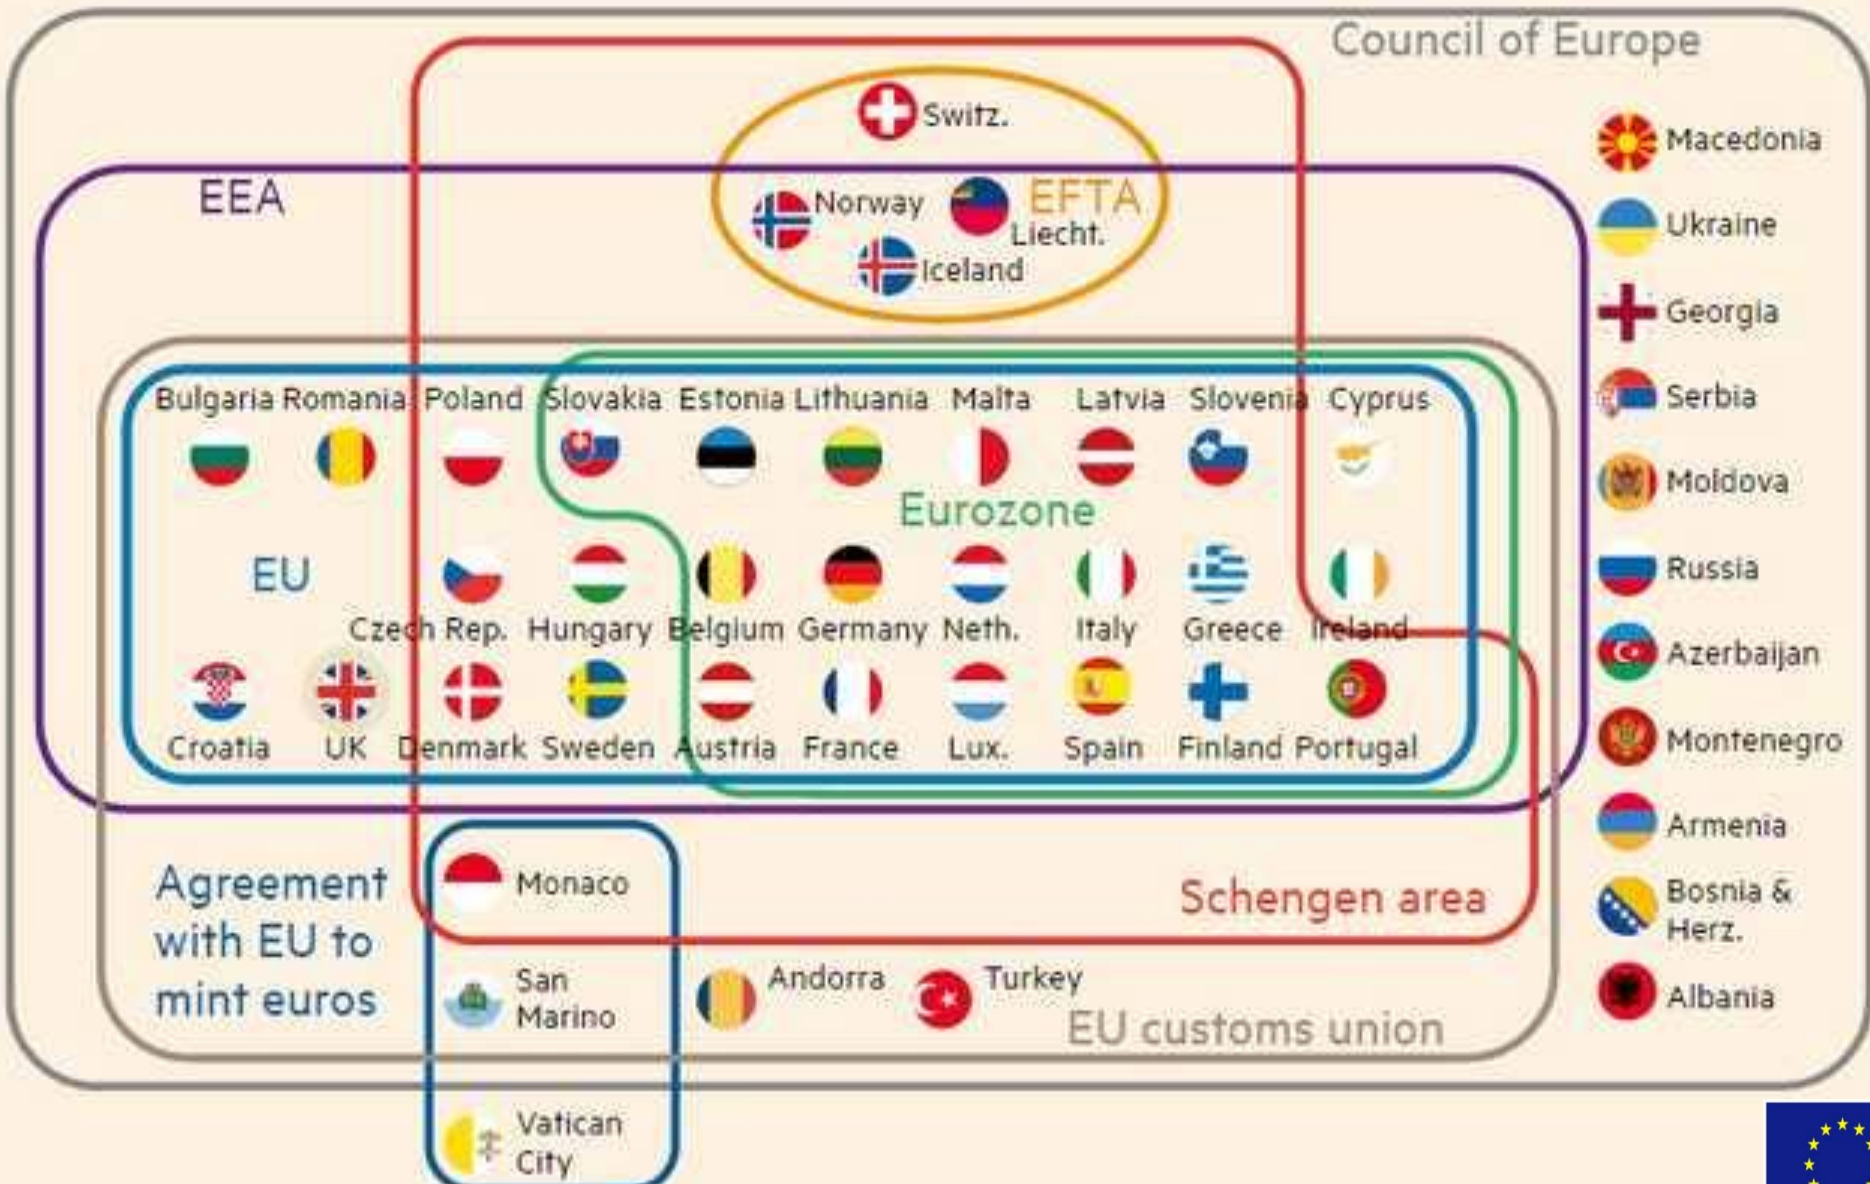 Council of Europe
Switz.
Macedonia
EEA
Norway
EFTA
Liecht.
Ukraine
Iceland
Georgia
Bulgaria Romania Poland Slovakia Estonia Lithuania Malta Latvia Slovenia Cyprus
Serbia
Moldova
Eurozone
EU
Russia
Czech Rep. Hungary Belgium Germany Neth. Italy Greece Ireland
Azerbaijan
Croatia UK Denmark Sweden Austria France Lux. Spain Finland Portugal
Montenegro
Armenia
Agreement
with EU to
mint euros
Monaco
Schengen area
Bosnia &
Herz.
San
Marino
Andorra
Turkey
EU customs union
Albania
Vatican
City